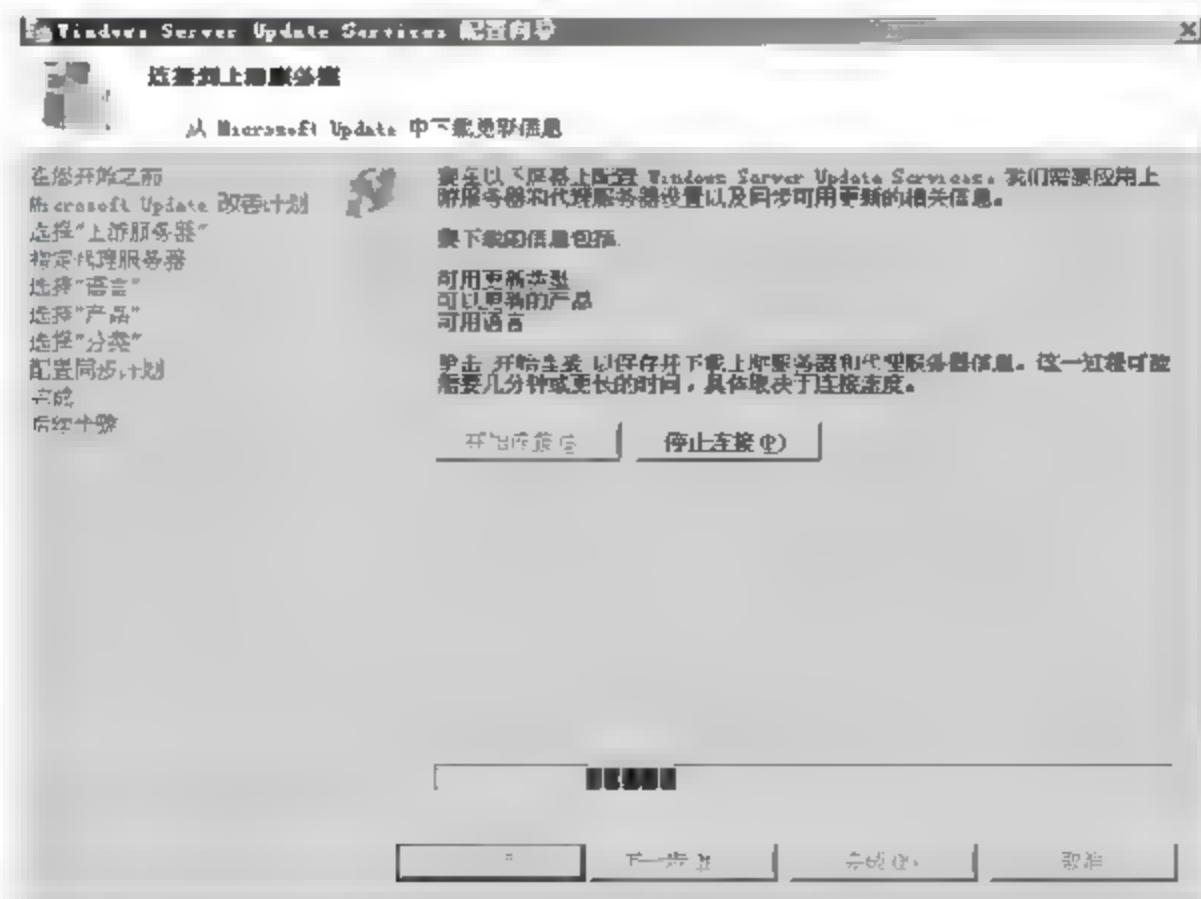 Windows Server Update Services 配置向导
连接到上游服务器
从 Microsoft Update 中下载更新信息
在您开始之前
Microsoft Update 改善计划
选择"上游服务器"
指定代理服务器
选择"语言"
选择"产品"
选择"分类"
配置同步计划
完成
后续步骤
要在以下屏幕上配置 Windows Server Update Services，我们需要应用上
游服务器和代理服务器设置以及同步可用更新的相关信息。
要下载的信息包括
可用更新类型
可以更新的产品
可用语言
单击 开始连接 以保存并下载上游服务器和代理服务器信息。这一过程可能
需要几分钟或更长的时间，具体取决于连接速度。
开始连接(S)
停止连接(P)
下一步(N)
完成(F)
取消